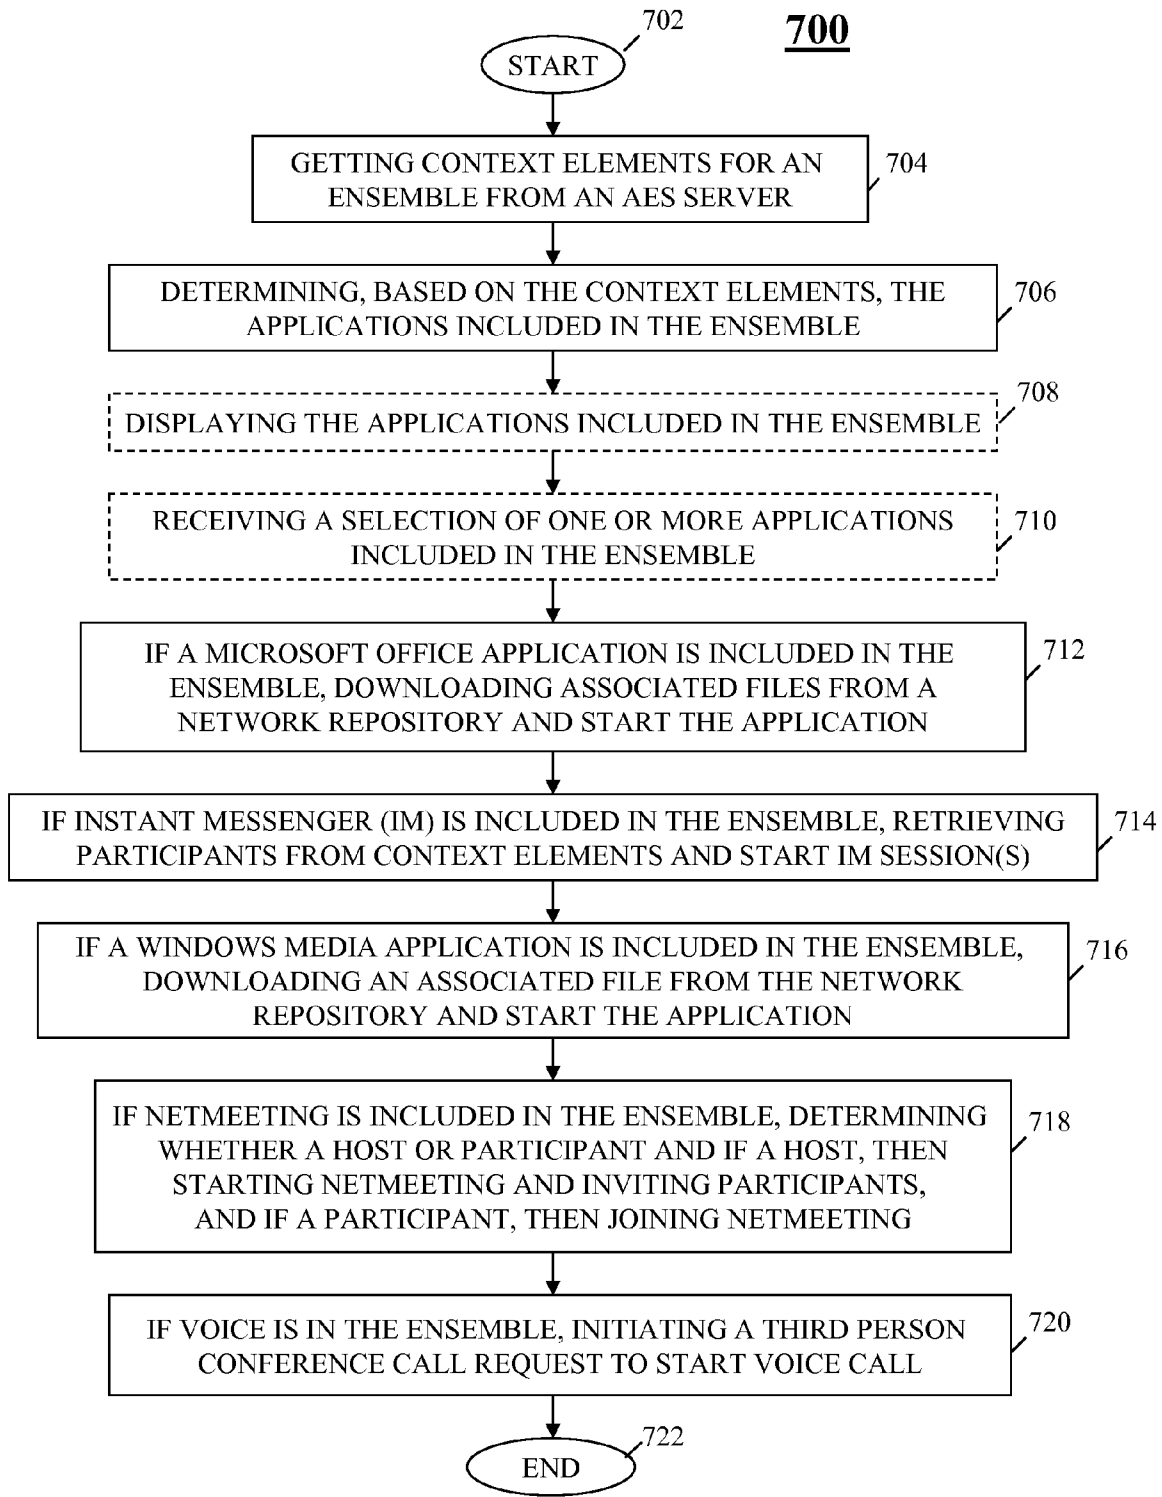 702
700
START
GETTING CONTEXT ELEMENTS FOR AN
ENSEMBLE FROM AN AES SERVER
704
DETERMINING, BASED ON THE CONTEXT ELEMENTS, THE
APPLICATIONS INCLUDED IN THE ENSEMBLE
706
DISPLAYING THE APPLICATIONS INCLUDED IN THE ENSEMBLE
708
RECEIVING A SELECTION OF ONE OR MORE APPLICATIONS
INCLUDED IN THE ENSEMBLE
710
IF A MICROSOFT OFFICE APPLICATION IS INCLUDED IN THE
ENSEMBLE, DOWNLOADING ASSOCIATED FILES FROM A
NETWORK REPOSITORY AND START THE APPLICATION
712
IF INSTANT MESSENGER (IM) IS INCLUDED IN THE ENSEMBLE, RETRIEVING
PARTICIPANTS FROM CONTEXT ELEMENTS AND START IM SESSION(S)
714
IF A WINDOWS MEDIA APPLICATION IS INCLUDED IN THE ENSEMBLE,
DOWNLOADING AN ASSOCIATED FILE FROM THE NETWORK
REPOSITORY AND START THE APPLICATION
716
IF NETMEETING IS INCLUDED IN THE ENSEMBLE, DETERMINING
WHETHER A HOST OR PARTICIPANT AND IF A HOST, THEN
STARTING NETMEETING AND INVITING PARTICIPANTS,
AND IF A PARTICIPANT, THEN JOINING NETMEETING
718
IF VOICE IS IN THE ENSEMBLE, INITIATING A THIRD PERSON
CONFERENCE CALL REQUEST TO START VOICE CALL
720
END
722